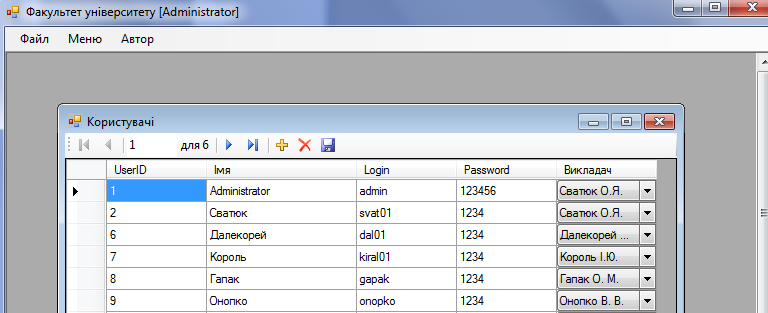 Факультет університету [Administrator]
Файл Меню Автор
Користувачі
1 для 6
UserID Імя Login Password Викладач
1 Administrator admin 123456 Сватюк О.Я.
2 Сватюк svat01 1234 Сватюк О.Я.
6 Далекорей dal01 1234 Далекорей ...
7 Король kiral01 1234 Король І.Ю.
8 Гапак gapak 1234 Гапак О. М.
9 Онопко onopko 1234 Онопко В. В.